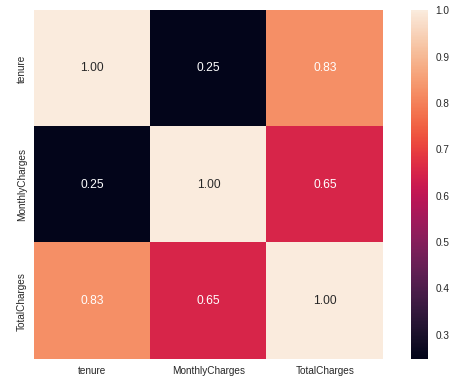 tenure
1.00
0.25
0.83
MonthlyCharges
0.25
1.00
0.65
TotalCharges
0.83
0.65
1.00
tenure
MonthlyCharges
TotalCharges
1.0
0.9
0.8
0.7
0.6
0.5
0.4
0.3